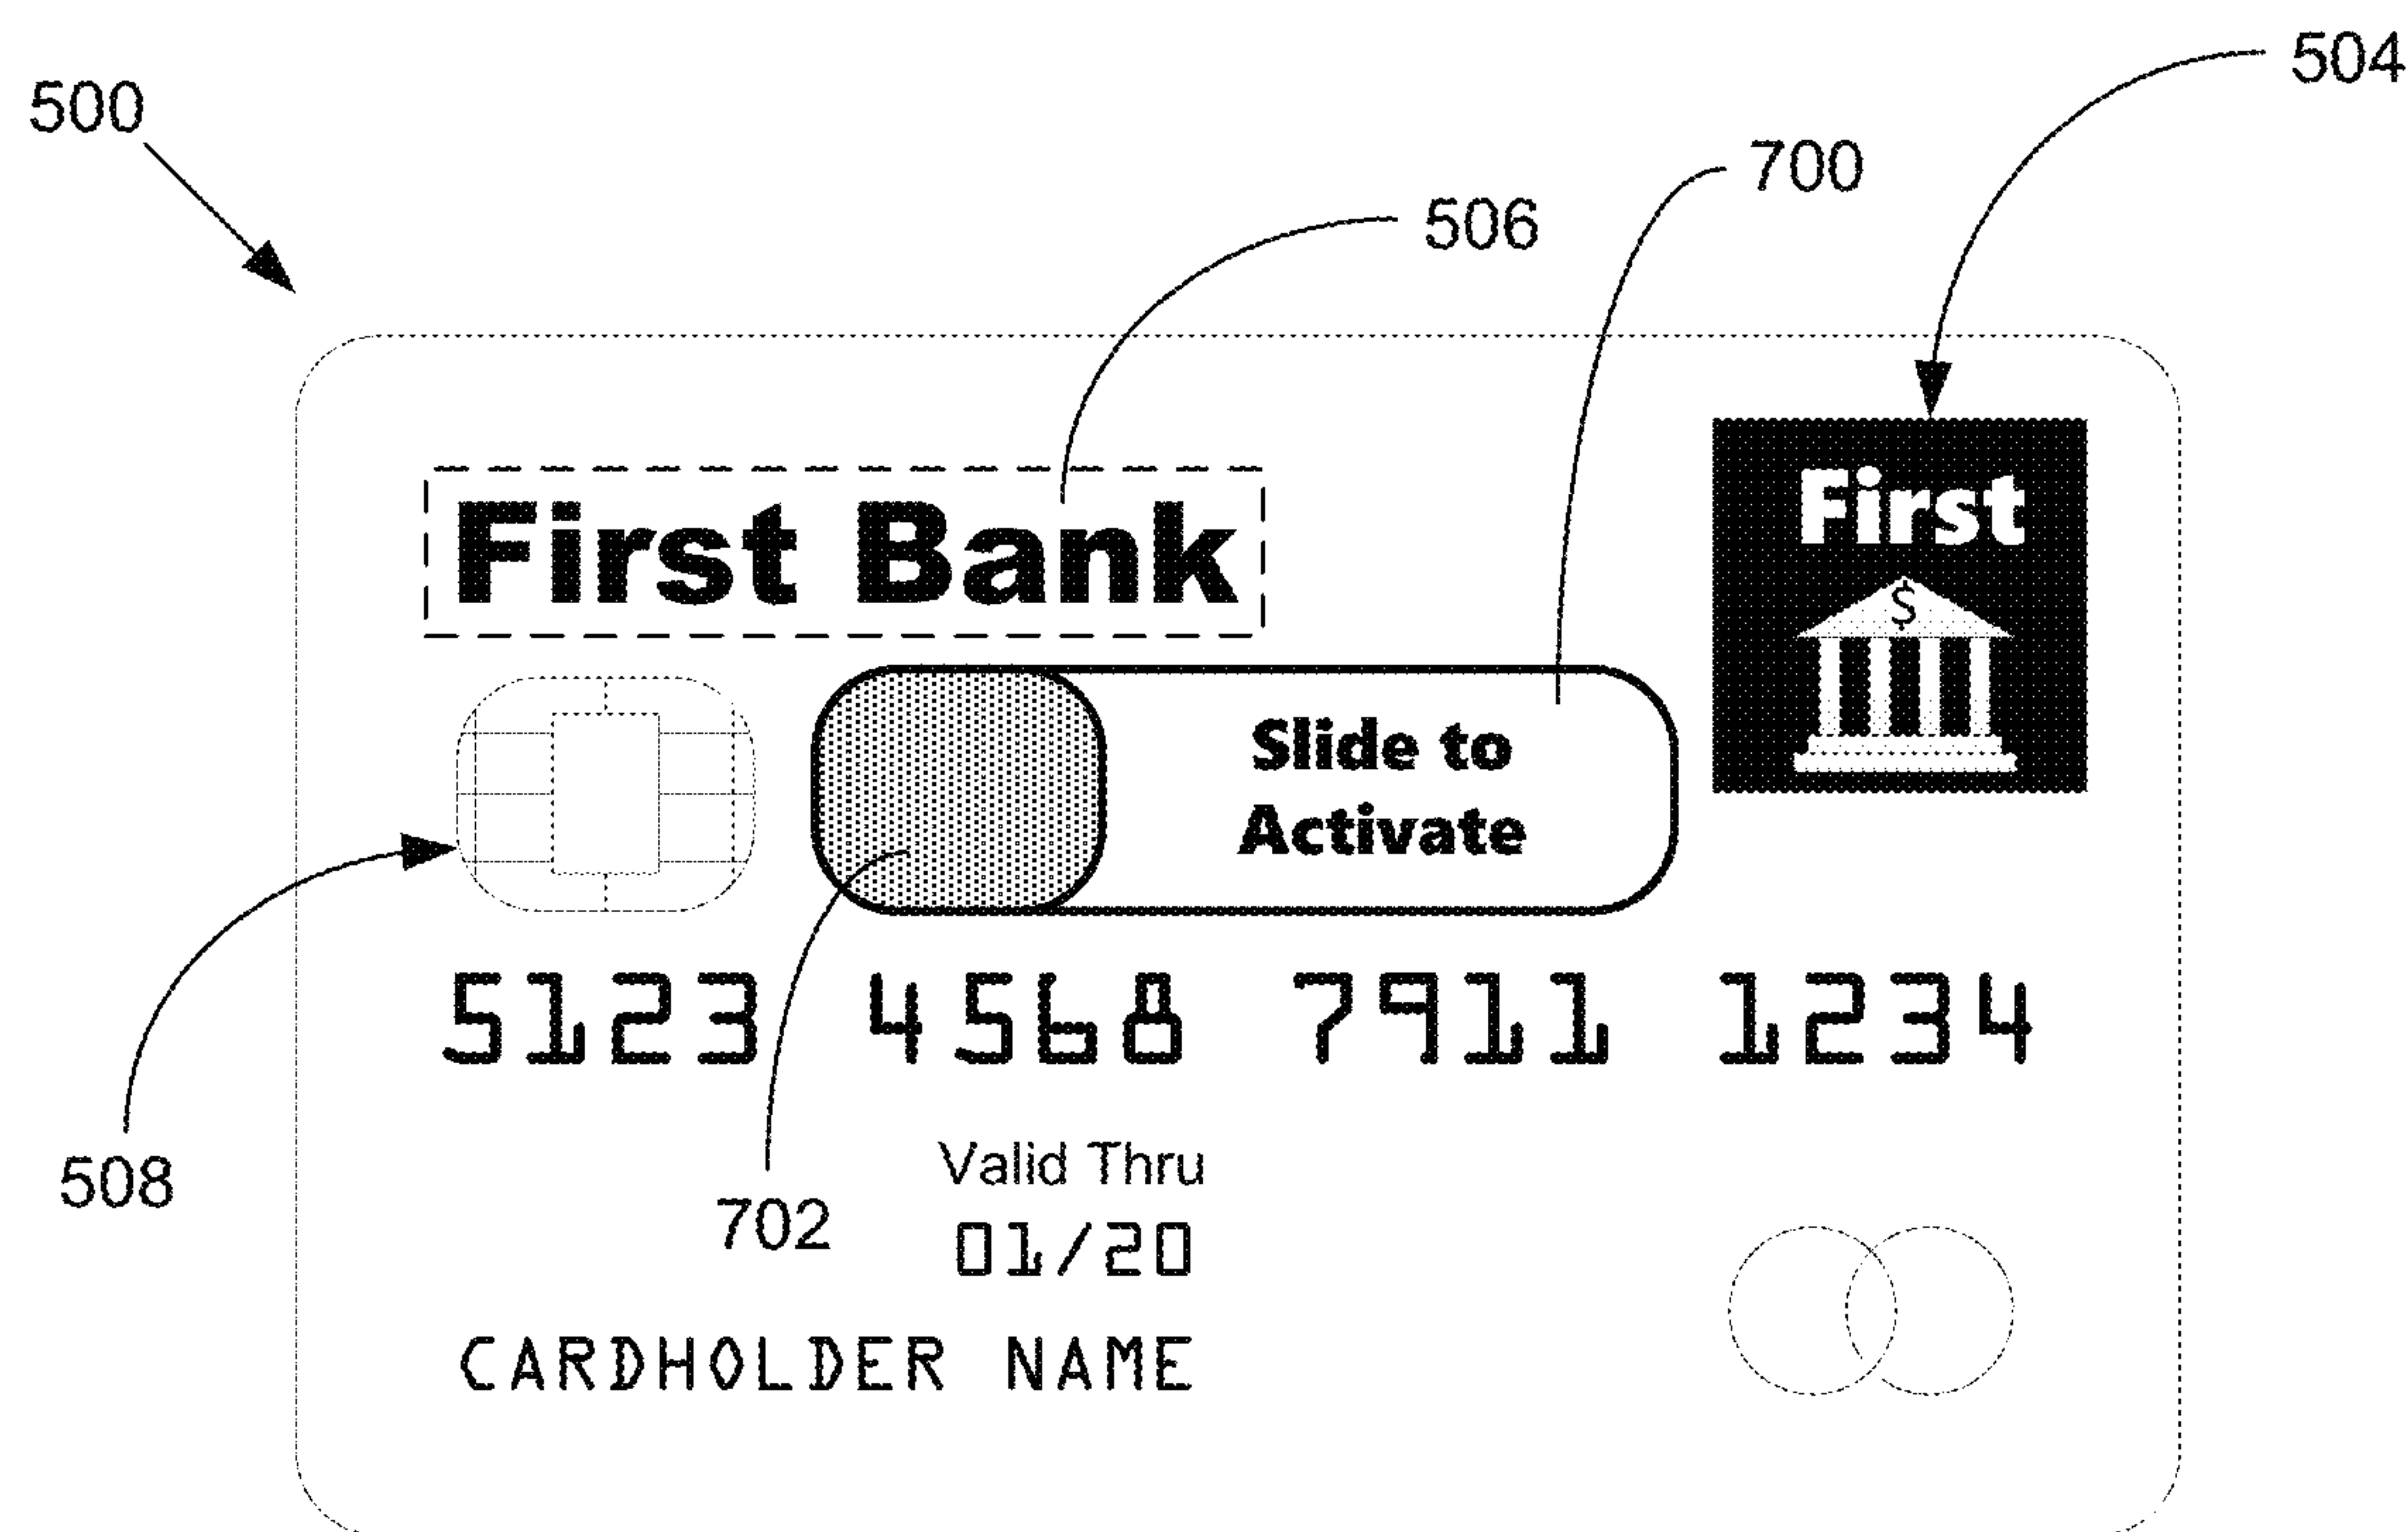 504
500
700
506
First
First Bank
$
Slide to
Activate
5123 4568 7911 1234
508
Valid Thru
702
01/20
CARDHOLDER NAME